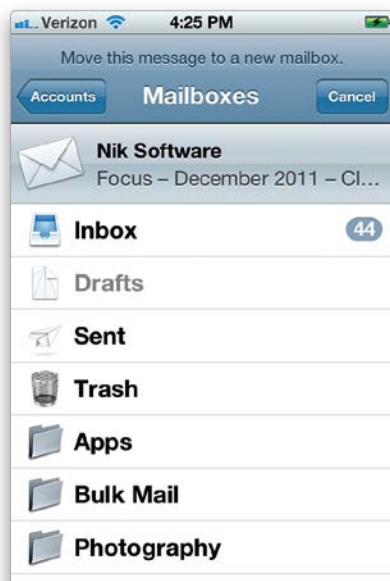 Verizon 4:25 PM
Move this message to a new mailbox.
Accounts Mailboxes Cancel
Nik Software
Focus – December 2011 – Cl...
Inbox 44
Drafts
Sent
Trash
Apps
Bulk Mail
Photography